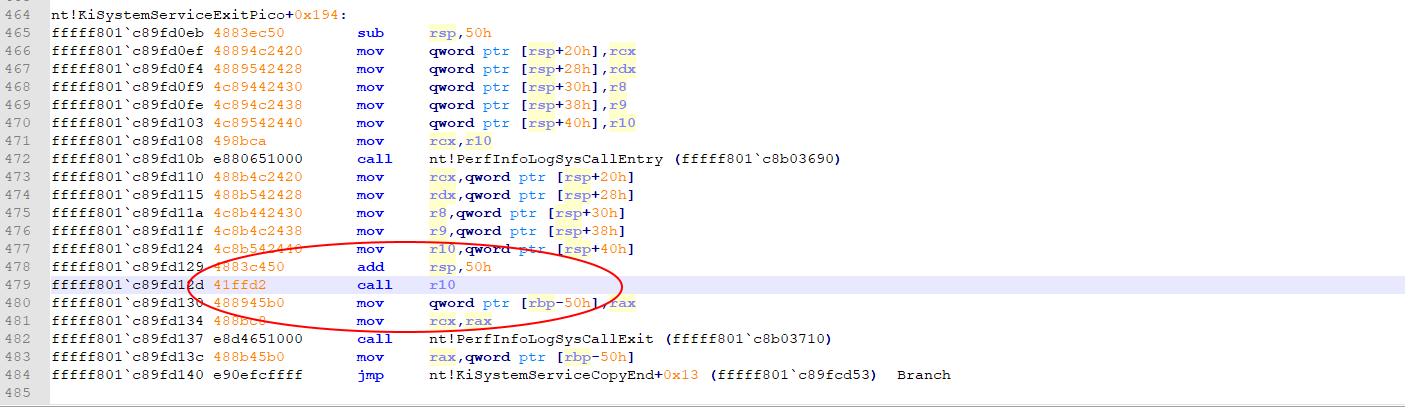 464 nt!KiSystemServiceExitPico+0x194:
465 fffff801`c89fd0eb 4883ec50 sub rsp,50h
466 fffff801`c89fd0ef 48894c2420 mov qword ptr [rsp+20h],rcx
467 fffff801`c89fd0f4 4889542428 mov qword ptr [rsp+28h],rdx
468 fffff801`c89fd0f9 4c89442430 mov qword ptr [rsp+30h],r8
469 fffff801`c89fd0fe 4c894c2438 mov qword ptr [rsp+38h],r9
470 fffff801`c89fd103 4c89542440 mov qword ptr [rsp+40h],r10
471 fffff801`c89fd108 498bca mov rcx,r10
472 fffff801`c89fd10b e880651000 call nt!PerfInfoLogSysCallEntry (fffff801`c8b03690)
473 fffff801`c89fd110 488b4c2420 mov rcx,qword ptr [rsp+20h]
474 fffff801`c89fd115 488b542428 mov rdx,qword ptr [rsp+28h]
475 fffff801`c89fd11a 4c8b442430 mov r8,qword ptr [rsp+30h]
476 fffff801`c89fd11f 4c8b4c2438 mov r9,qword ptr [rsp+38h]
477 fffff801`c89fd124 4c8b542440 mov r10,qword ptr [rsp+40h]
478 fffff801`c89fd129 4883c450 add rsp,50h
479 fffff801`c89fd12d 41ffd2 call r10
480 fffff801`c89fd130 488945b0 mov qword ptr [rbp-50h],rax
481 fffff801`c89fd134 488bc8 mov rcx,rax
482 fffff801`c89fd137 e8d4651000 call nt!PerfInfoLogSysCallExit (fffff801`c8b03710)
483 fffff801`c89fd13c 488b45b0 mov rax,qword ptr [rbp-50h]
484 fffff801`c89fd140 e90efcffff jmp nt!KiSystemServiceCopyEnd+0x13 (fffff801`c89fcd53) Branch
485